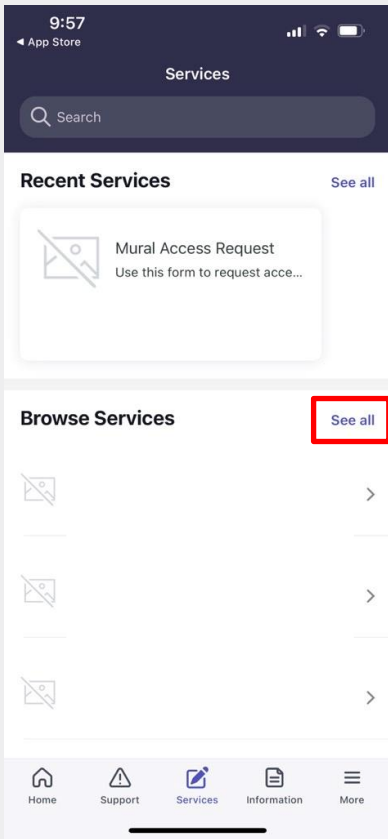 9:57
◀ App Store
Services
Search
Recent Services
See all
Mural Access Request
Use this form to request acce...
Browse Services
See all
Home
Support
Services
Information
More